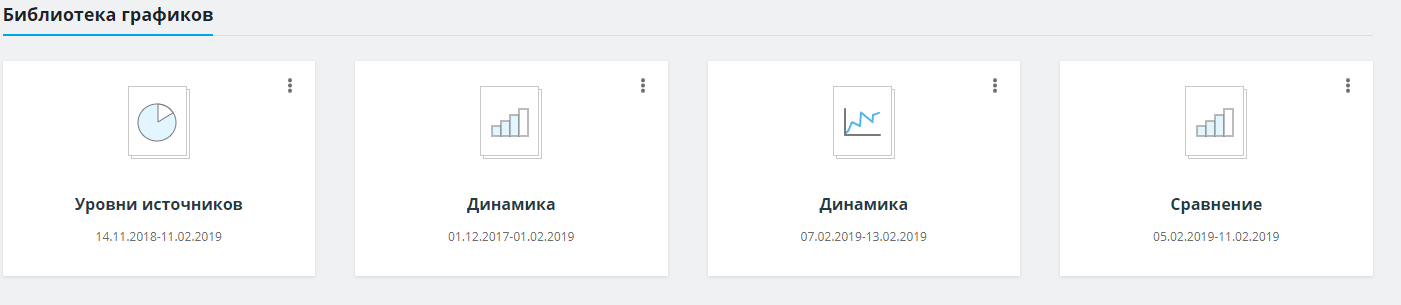 Библиотека графиков
Уровни источников
14.11.2018-11.02.2019
Динамика
01.12.2017-01.02.2019
Динамика
07.02.2019-13.02.2019
Сравнение
05.02.2019-11.02.2019